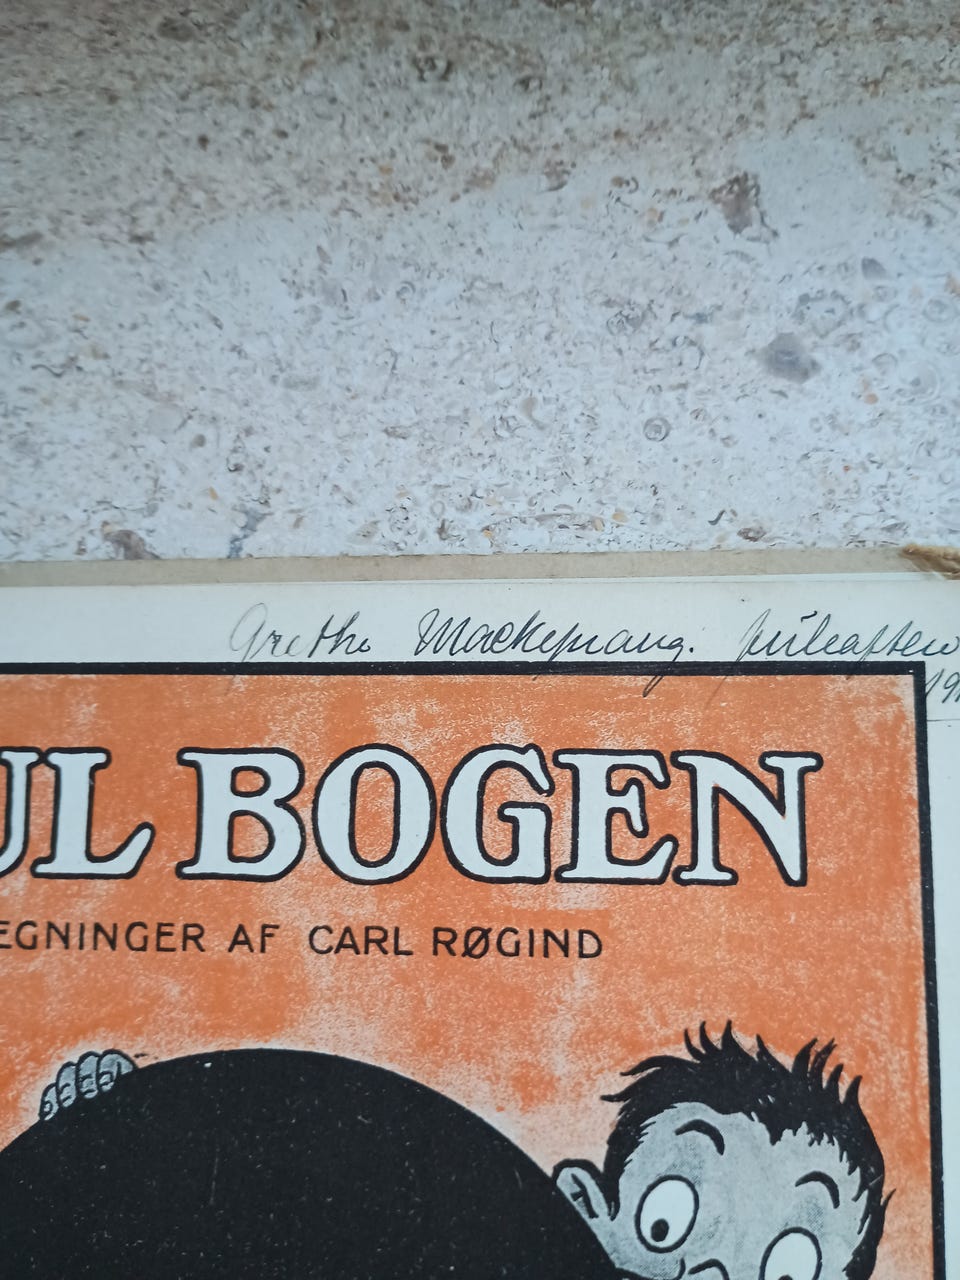 Grethe Mackeprang. Juleaften
19
UL BOGEN
EGNINGER AF CARL RØGIND